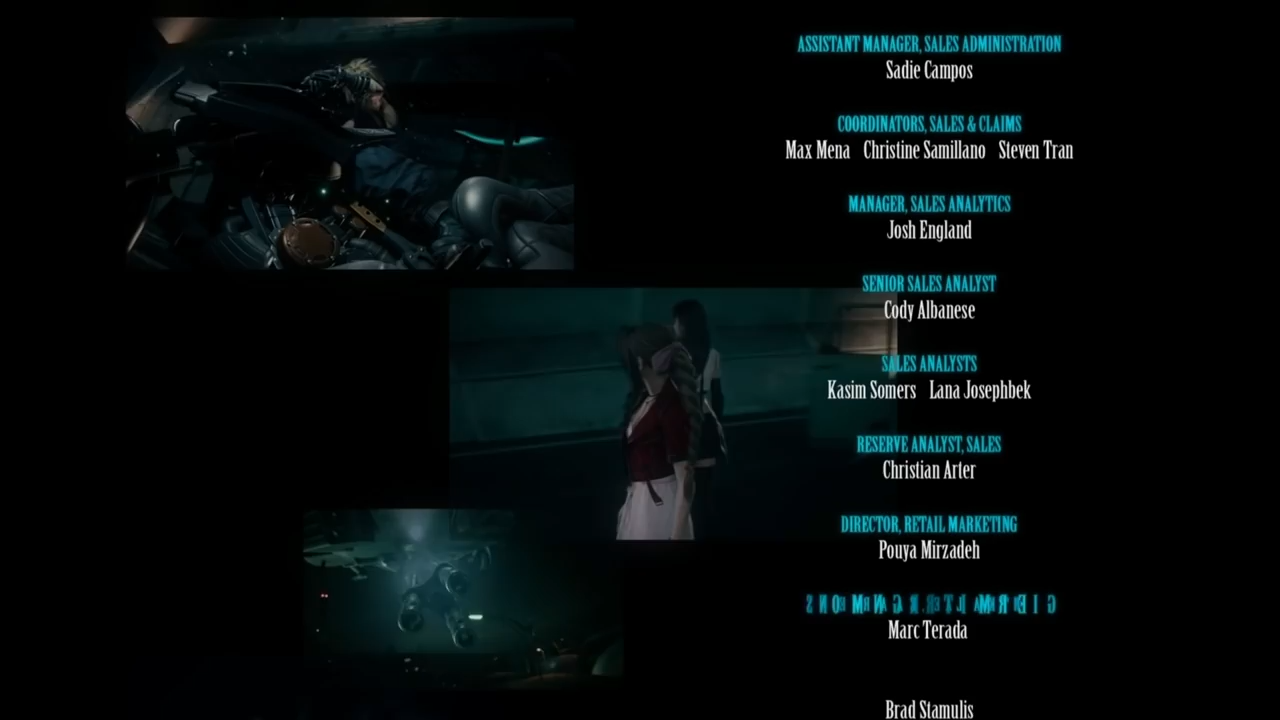 ASSISTANT MANAGER, SALES ADMINISTRATION
Sadie Campos
COORDINATORS, SALES & CLAIMS
Max Mena Christine Samillano Steven Tran
MANAGER, SALES ANALYTICS
Josh England
SENIOR SALES ANALYST
Cody Albanese
SALES ANALYSTS
Kasim Somers Lana Josephbek
RESERVE ANALYST, SALES
Christian Arter
DIRECTOR, RETAIL MARKETING
Pouya Mirzadeh
Marc Terada
Brad Stamulis